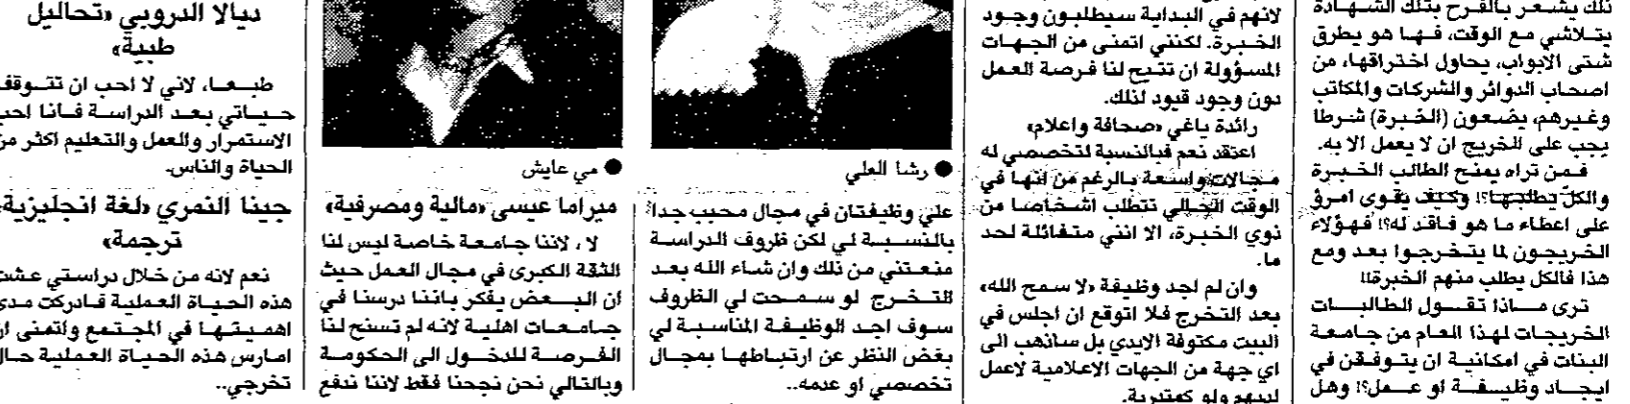 ذلك يشعر بالفرح بتلك الشهادة
يتلاشي مع الوقت، فها هو يطرق
شتى الابواب، يحاول اختراقها، من
اصحاب الدوائر والشركات والمكاتب
وغيرهم، يضعون (الخبرة) شرطا
يجب على الخريج ان لا يعمل الا به.
فمن تراه يمنح الطالب الخبرة
والكل يطلبها؟! وكيف يقوى امرؤ
على اعطاء ما هو فاقد له؟! فهؤلاء
الخريجون لما يتخرجوا بعد ومع
هذا فالكل يطلب منهم الخبرة!!
ترى ماذا تقول الطالبات
الخريجات لهذا العام من جامعة
البنات في امكانية ان يتوفقن في
ايجاد وظيفة او عمل؟! وهل
لانهم في البداية سيطلبون وجود
الخبرة. لكنني اتمنى من الجهات
المسؤولة ان تتيح لنا فرصة العمل
دون وجود قيود لذلك.
رائدة ياغي «صحافة واعلام»
اعتقد نعم فبالنسبة لتخصصي له
مجالات واسعة بالرغم من انها في
الوقت الحالي تتطلب اشخاصا من
ذوي الخبرة، الا انني متفائلة لحد
ما.
وان لم اجد وظيفة «لا سمح الله»
بعد التخرج فلا اتوقع ان اجلس في
البيت مكتوفة الايدي بل ساذهب الى
اي جهة من الجهات الاعلامية لاعمل
لديهم ولو كمتدربة.
● رشا العلي
علي وظيفتان في مجال محبب جدا
بالنسبة لي لكن ظروف الدراسة
منعتني من ذلك وان شاء الله بعد
التخرج لو سمحت لي الظروف
سوف اجد الوظيفة المناسبة لي
بغض النظر عن ارتباطها بمجال
تخصصي او عدمه..
● مي عايش
ميراما عيسى «مالية ومصرفية»
لا، لاننا جامعة خاصة ليس لنا
الثقة الكبرى في مجال العمل حيث
ان البعض يفكر باننا درسنا في
جامعات اهلية لانه لم تسنح لنا
الفرصة للدخول الى الحكومة
وبالتالي نحن نجحنا فقط لاننا ندفع
ديالا الدروبي «تحاليل
طبية»
طبعا، لاني لا احب ان تتوقف
حياتي بعد الدراسة فانا احب
الاستمرار والعمل والتعليم اكثر من
الحياة والناس.
جينا النمري «لغة انجليزية
ترجمة»
نعم لانه من خلال دراستي عشت
هذه الحياة العملية فادركت مدى
اهميتها في المجتمع واتمنى ان
امارس هذه الحياة العملية حال
تخرجي..